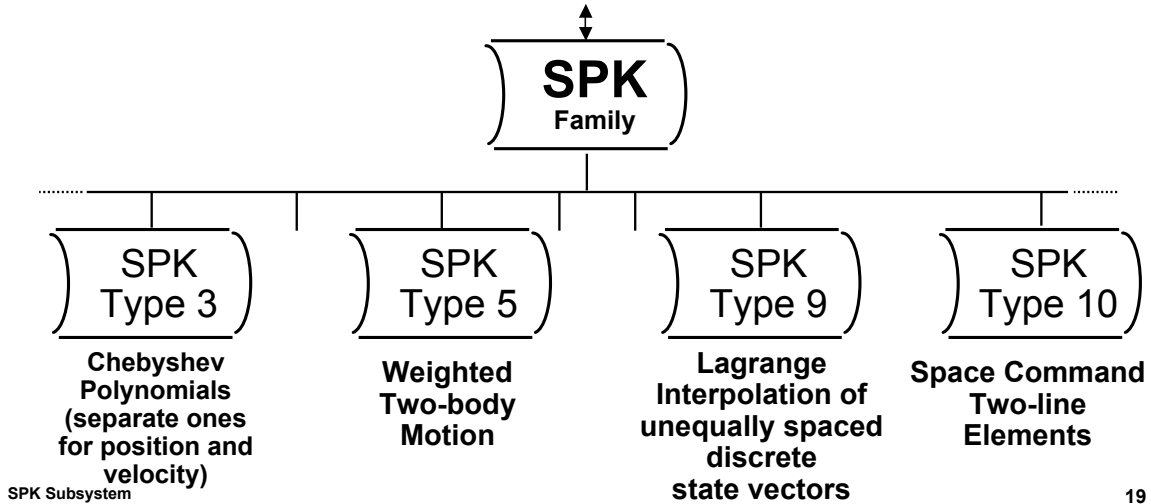 SPK
Family
SPK
Type 3
Chebyshev
Polynomials
(separate ones
for position and
velocity)
SPK
Type 5
Weighted
Two-body
Motion
SPK
Type 9
Lagrange
Interpolation of
unequally spaced
discrete
state vectors
SPK
Type 10
Space Command
Two-line
Elements
SPK Subsystem
19